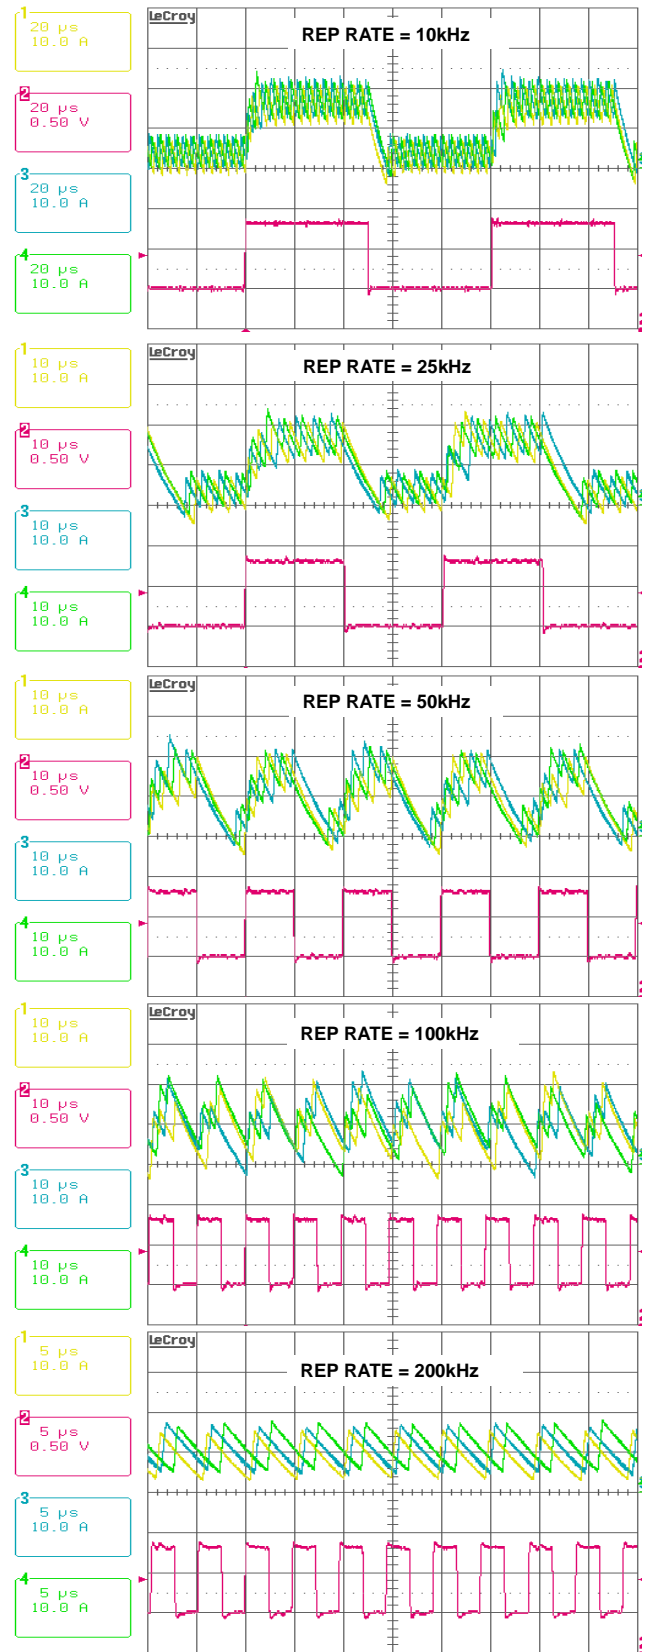 1
20 µs
10.0 A
2
20 µs
0.50 V
3
20 µs
10.0 A
4
20 µs
10.0 A
LeCroy
REP RATE = 10kHz
1
10 µs
10.0 A
2
10 µs
0.50 V
3
10 µs
10.0 A
4
10 µs
10.0 A
LeCroy
REP RATE = 25kHz
1
10 µs
10.0 A
2
10 µs
0.50 V
3
10 µs
10.0 A
4
10 µs
10.0 A
LeCroy
REP RATE = 50kHz
1
10 µs
10.0 A
2
10 µs
0.50 V
3
10 µs
10.0 A
4
10 µs
10.0 A
LeCroy
REP RATE = 100kHz
1
5 µs
10.0 A
2
5 µs
0.50 V
3
5 µs
10.0 A
4
5 µs
10.0 A
LeCroy
REP RATE = 200kHz